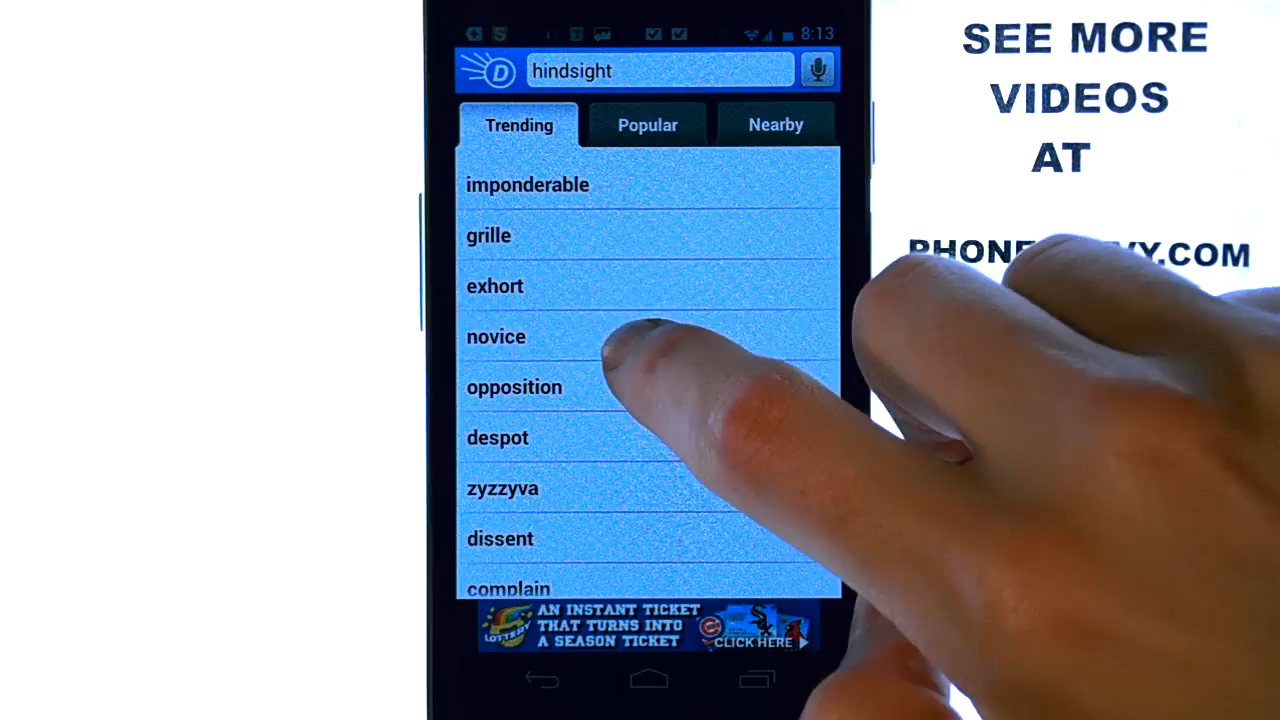 8:13
hindsight
Trending
Popular
Nearby
imponderable
grille
exhort
novice
opposition
despot
zyzzyva
dissent
complain
LOTTERY
AN INSTANT TICKET
THAT TURNS INTO
A SEASON TICKET
CLICK HERE
SEE MORE
VIDEOS
AT